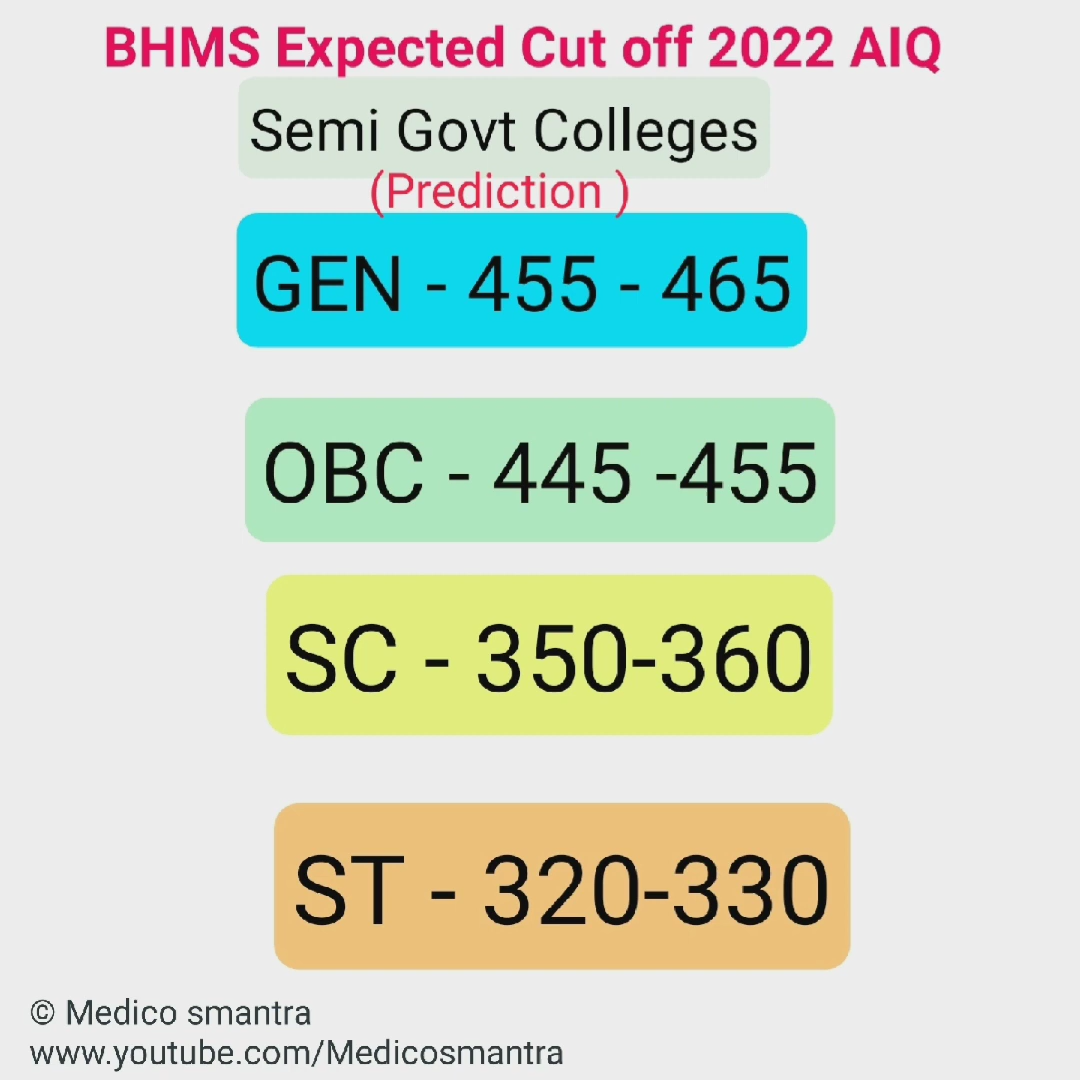 BHMS Expected Cut off 2022 AIQ
Semi Govt Colleges
(Prediction )
GEN - 455 - 465
OBC - 445 -455
SC - 350-360
ST - 320-330
© Medico smantra
www.youtube.com/Medicosmantra